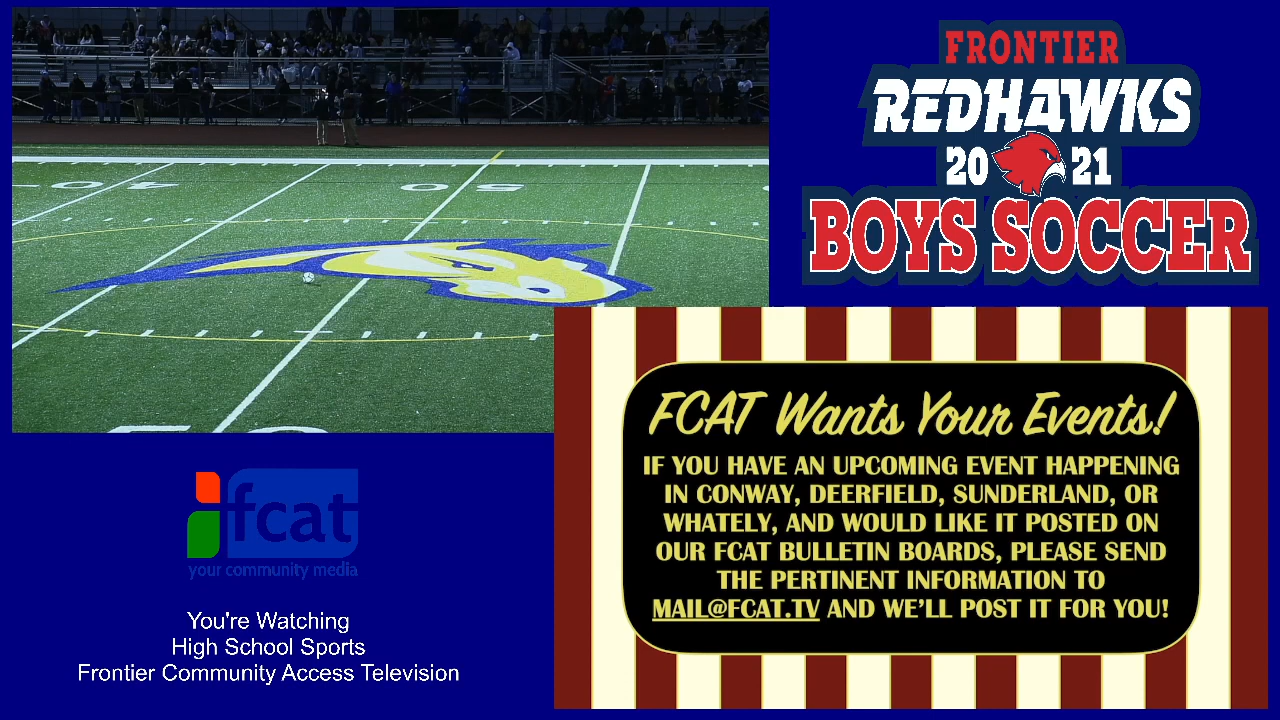 FRONTIER
REDHAWKS
20 21
BOYS SOCCER
50
FCAT Wants Your Events!
IF YOU HAVE AN UPCOMING EVENT HAPPENING
IN CONWAY, DEERFIELD, SUNDERLAND, OR
WHATELY, AND WOULD LIKE IT POSTED ON
OUR FCAT BULLETIN BOARDS, PLEASE SEND
THE PERTINENT INFORMATION TO
MAIL@FCAT.TV AND WE'LL POST IT FOR YOU!
fcat
your community media
You're Watching
High School Sports
Frontier Community Access Television